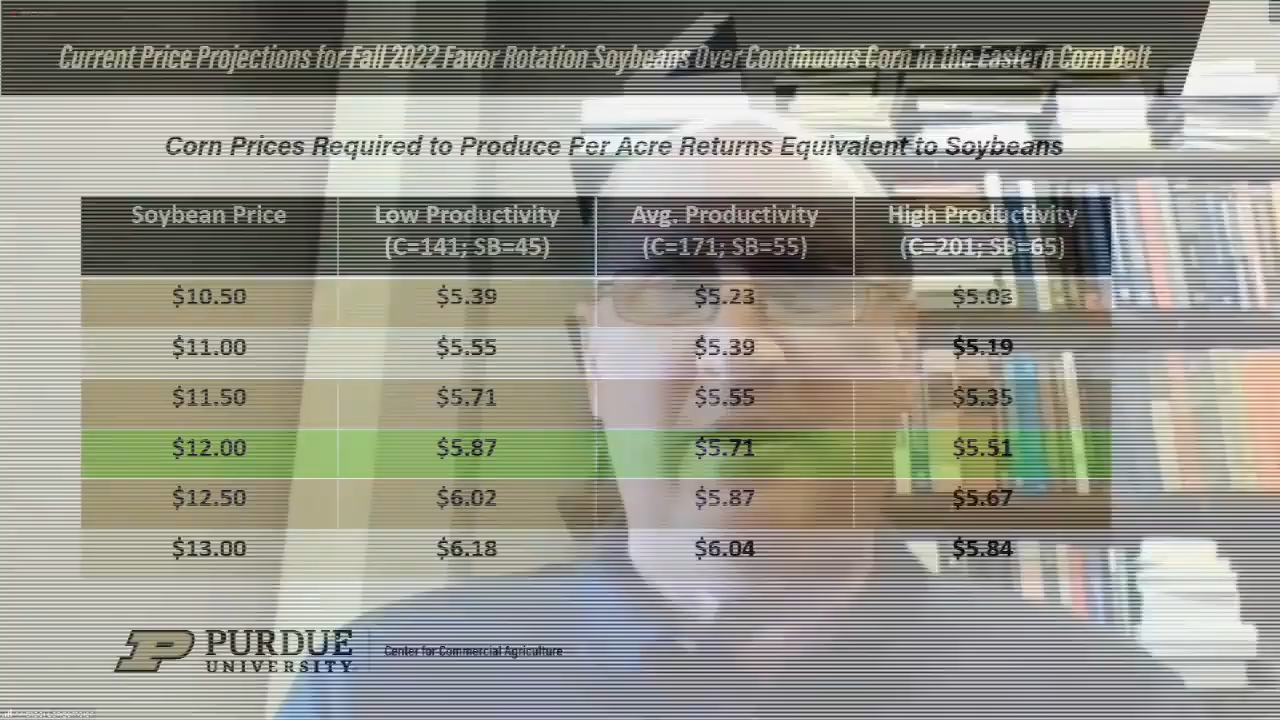 Current Price Projections for Fall 2022 Favor Rotation Soybeans Over Continuous Corn in the Eastern Corn Belt
Corn Prices Required to Produce Per Acre Returns Equivalent to Soybeans
Soybean Price Low Productivity (C=141; SB=45) Avg. Productivity (C=171; SB=55) High Productivity (C=201; SB=65)
$10.50 $5.39 $5.23 $5.03
$11.00 $5.55 $5.39 $5.19
$11.50 $5.71 $5.55 $5.35
$12.00 $5.87 $5.71 $5.51
$12.50 $6.02 $5.87 $5.67
$13.00 $6.18 $6.04 $5.84
PURDUE UNIVERSITY
Center for Commercial Agriculture